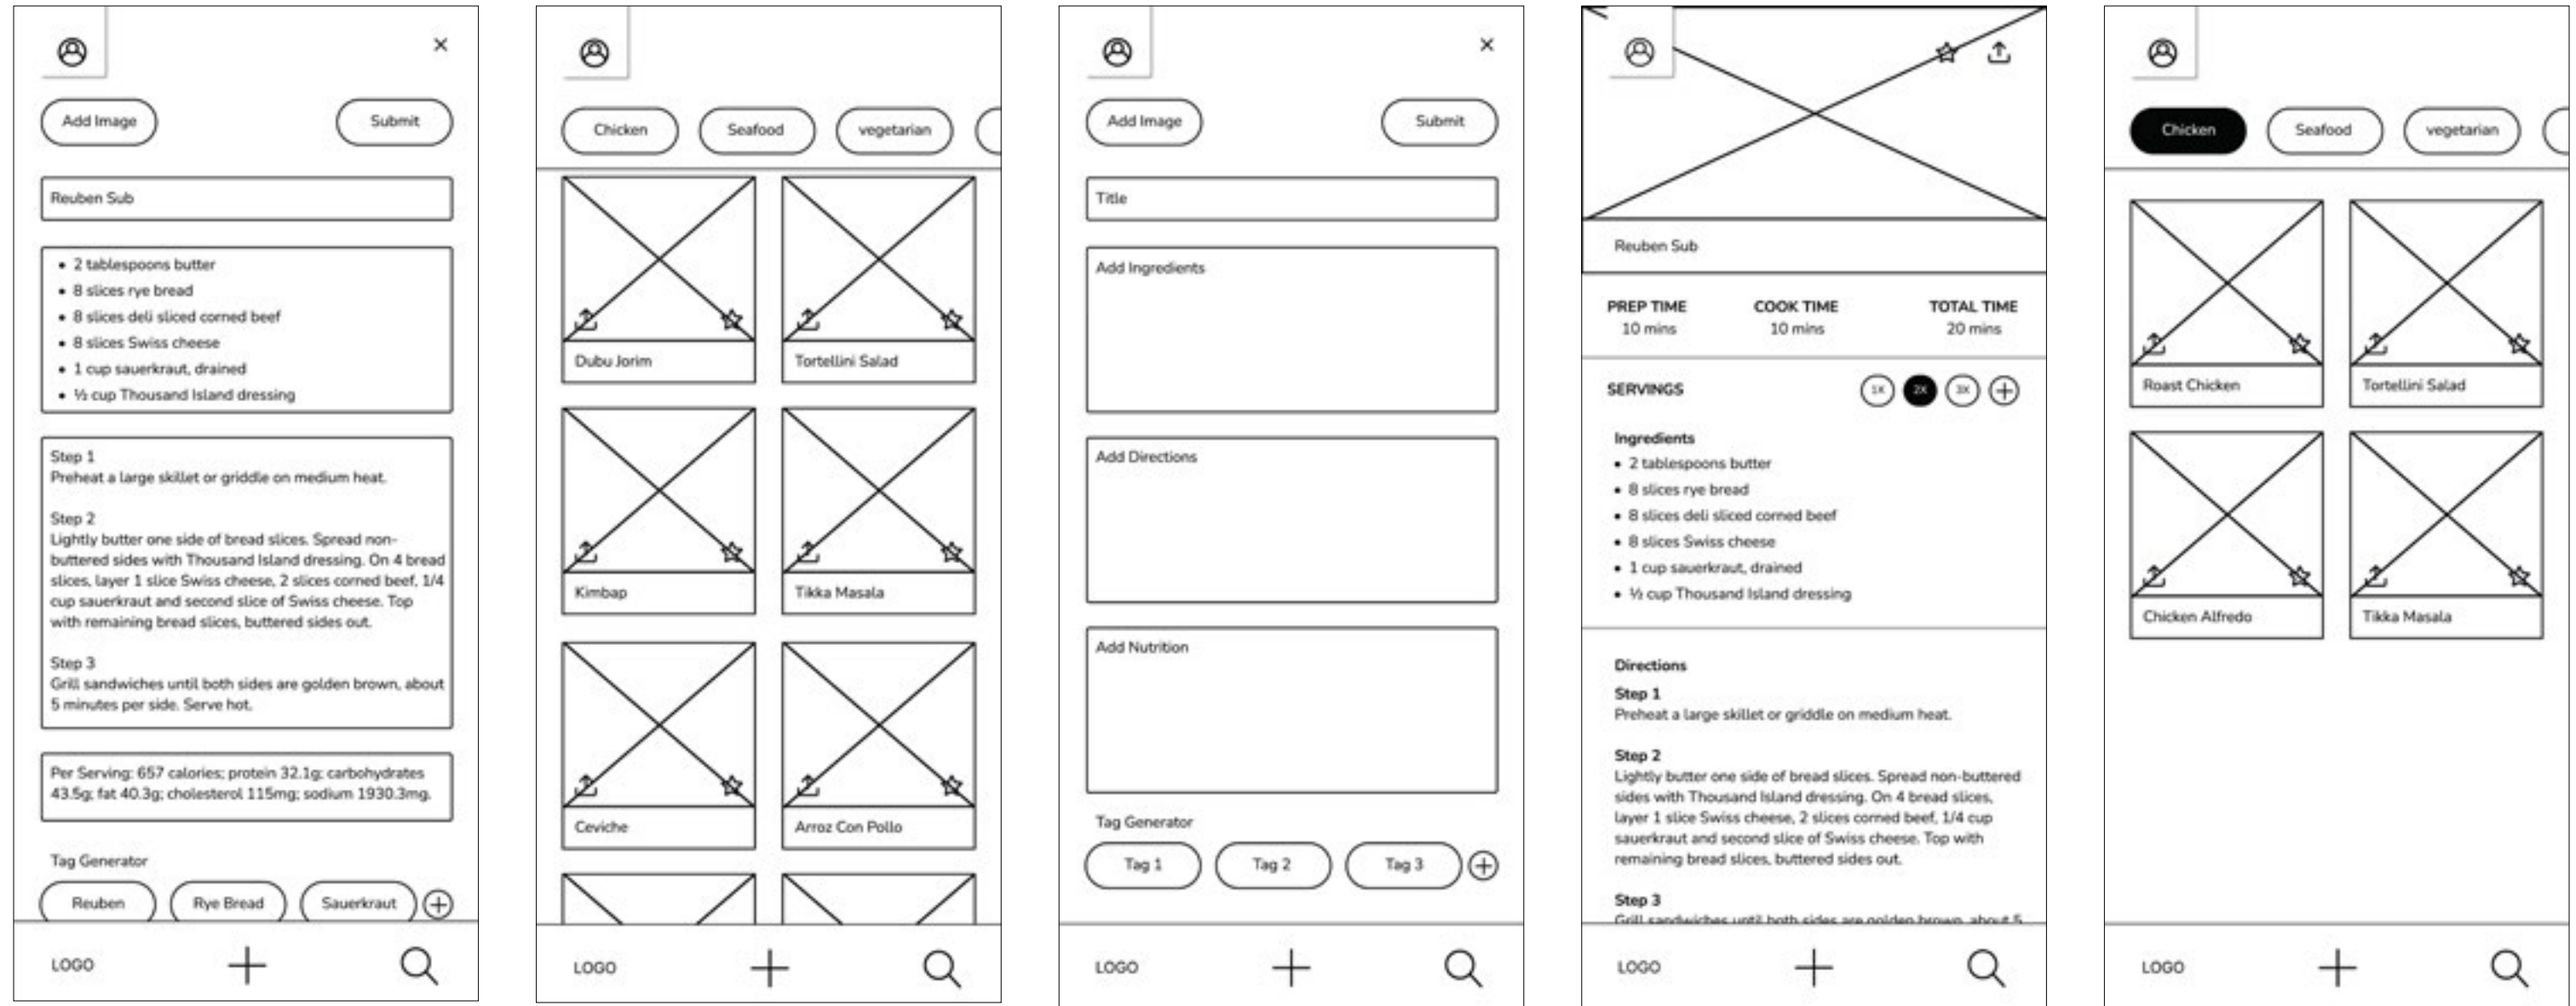 Add Image
Submit
Reuben Sub
• 2 tablespoons butter
• 8 slices rye bread
• 8 slices deli sliced corned beef
• 8 slices Swiss cheese
• 1 cup sauerkraut, drained
• ½ cup Thousand Island dressing
Step 1
Preheat a large skillet or griddle on medium heat.
Step 2
Lightly butter one side of bread slices. Spread non-
buttered sides with Thousand Island dressing. On 4 bread
slices, layer 1 slice Swiss cheese, 2 slices corned beef, 1/4
cup sauerkraut and second slice of Swiss cheese. Top
with remaining bread slices, buttered sides out.
Step 3
Grill sandwiches until both sides are golden brown, about
5 minutes per side. Serve hot.
Per Serving: 657 calories; protein 32.1g; carbohydrates
43.5g; fat 40.3g; cholesterol 115mg; sodium 1930.3mg.
Tag Generator
Reuben
Rye Bread
Sauerkraut
LOGO
Chicken
Seafood
vegetarian
Dubu Jorim
Tortellini Salad
Kimbap
Tikka Masala
Ceviche
Arroz Con Pollo
LOGO
Add Image
Submit
Title
Add Ingredients
Add Directions
Add Nutrition
Tag Generator
Tag 1
Tag 2
Tag 3
LOGO
Reuben Sub
PREP TIME
10 mins
COOK TIME
10 mins
TOTAL TIME
20 mins
SERVINGS
1X
2X
3X
Ingredients
• 2 tablespoons butter
• 8 slices rye bread
• 8 slices deli sliced corned beef
• 8 slices Swiss cheese
• 1 cup sauerkraut, drained
• ½ cup Thousand Island dressing
Directions
Step 1
Preheat a large skillet or griddle on medium heat.
Step 2
Lightly butter one side of bread slices. Spread non-buttered
sides with Thousand Island dressing. On 4 bread slices,
layer 1 slice Swiss cheese, 2 slices corned beef, 1/4 cup
sauerkraut and second slice of Swiss cheese. Top with
remaining bread slices, buttered sides out.
Step 3
Grill sandwiches until both sides are golden brown, about 5
LOGO
Chicken
Seafood
vegetarian
Roast Chicken
Tortellini Salad
Chicken Alfredo
Tikka Masala
LOGO